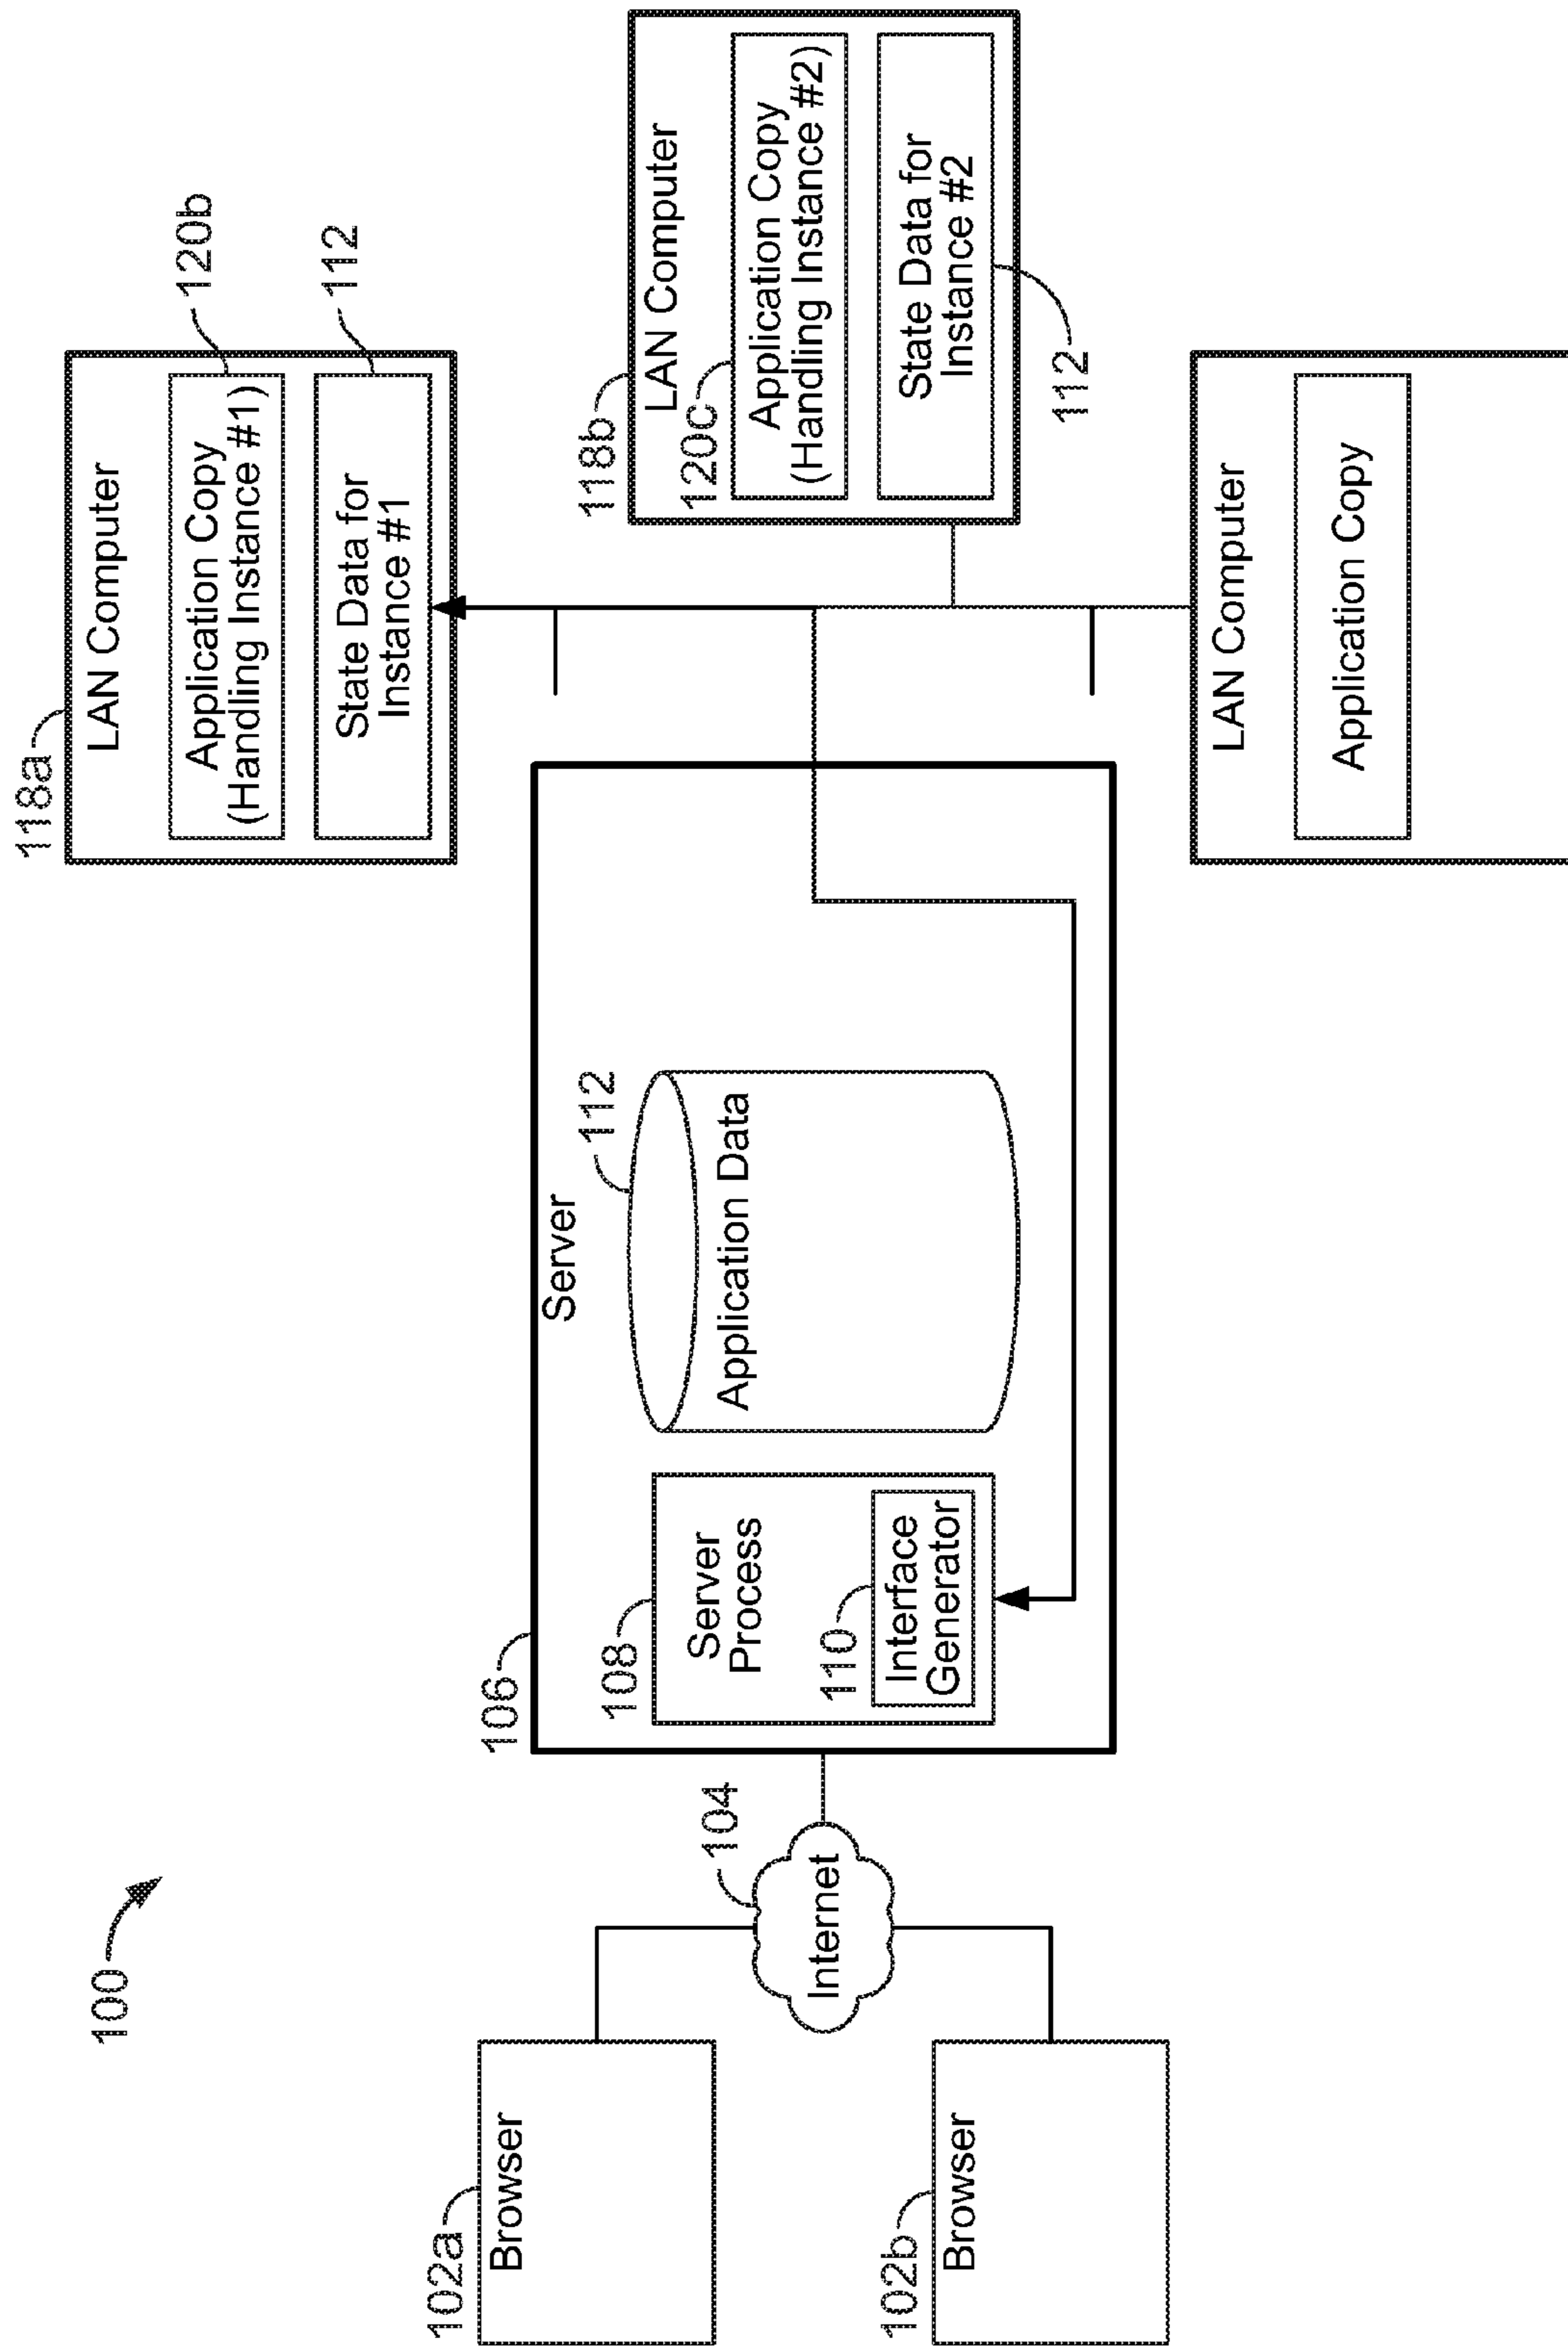 100
102a
Browser
102b
Browser
104
Internet
106
Server
108
Server
Process
110
Interface
Generator
112
Application Data
118a
LAN Computer
Application Copy
(Handling Instance #1)
120b
State Data for
Instance #1
112
118b
LAN Computer
120c
Application Copy
(Handling Instance #2)
State Data for
Instance #2
112
LAN Computer
Application Copy